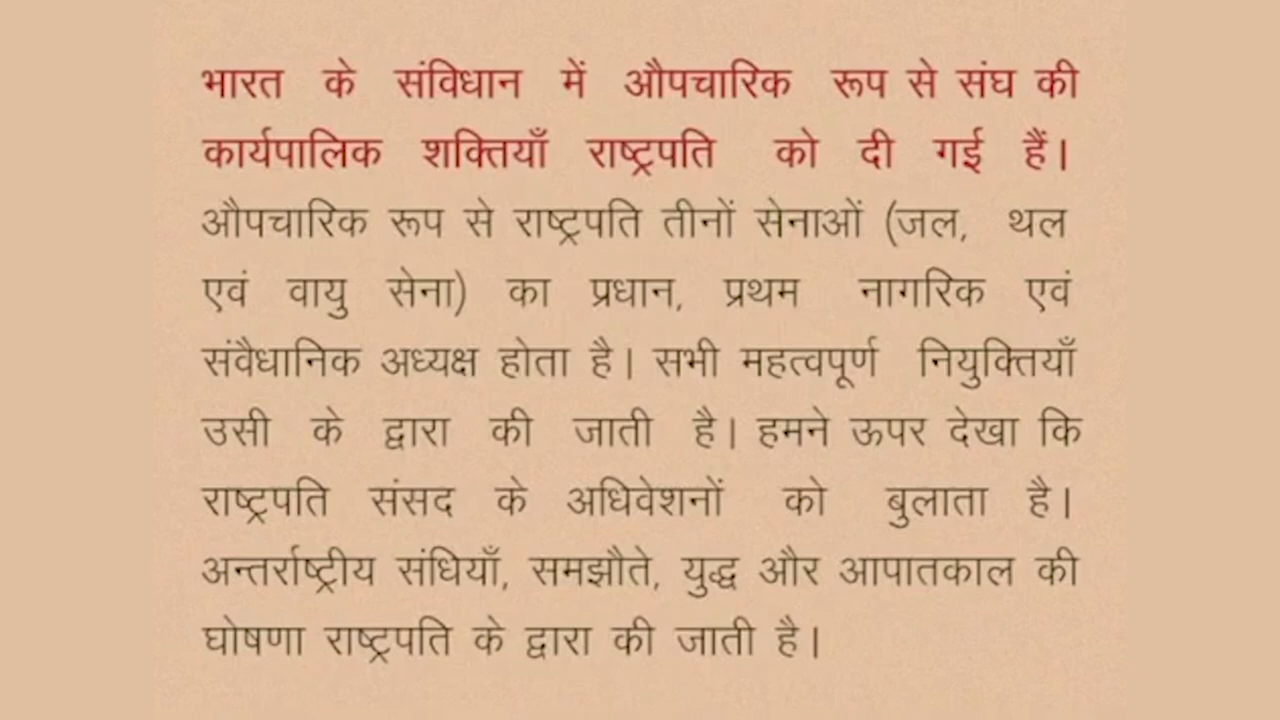 भारत के संविधान में औपचारिक रूप से संघ की
कार्यपालिक शक्तियाँ राष्ट्रपति को दी गई हैं।
औपचारिक रूप से राष्ट्रपति तीनों सेनाओं (जल, थल
एवं वायु सेना) का प्रधान, प्रथम नागरिक एवं
संवैधानिक अध्यक्ष होता है। सभी महत्वपूर्ण नियुक्तियाँ
उसी के द्वारा की जाती है। हमने ऊपर देखा कि
राष्ट्रपति संसद के अधिवेशनों को बुलाता है।
अन्तर्राष्ट्रीय संधियाँ, समझौते, युद्ध और आपातकाल की
घोषणा राष्ट्रपति के द्वारा की जाती है।